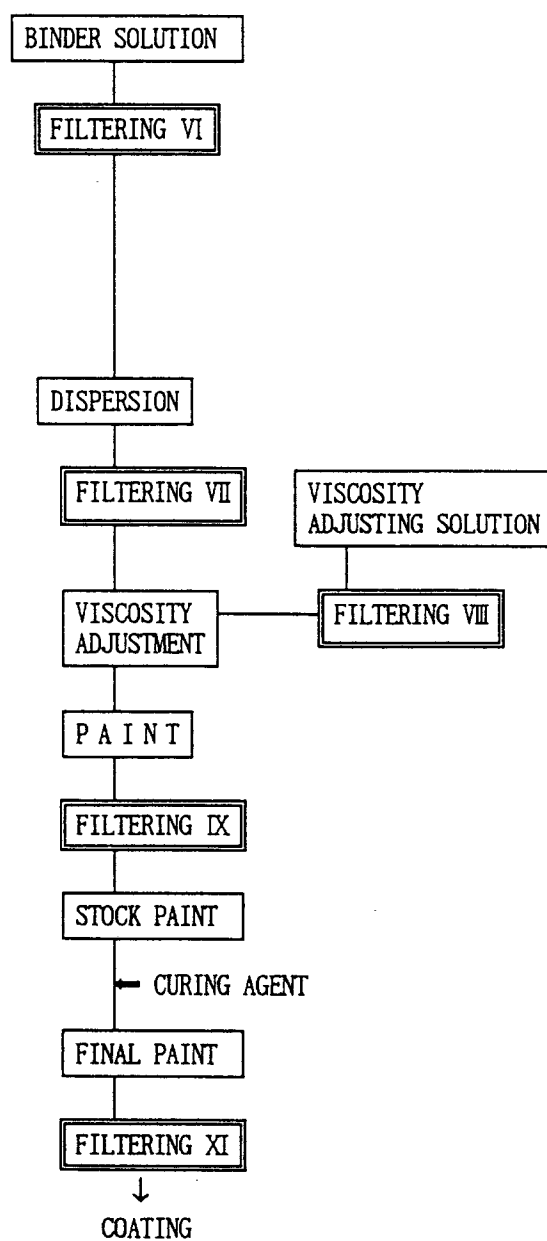 BINDER SOLUTION
FILTERING VI
DISPERSION
FILTERING VII
VISCOSITY
ADJUSTING SOLUTION
FILTERING VIII
VISCOSITY
ADJUSTMENT
PAINT
FILTERING IX
STOCK PAINT
CURING AGENT
FINAL PAINT
FILTERING XI
COATING